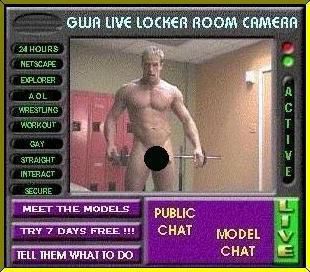 GWA LIVE LOCKER ROOM CAMERA
24 HOURS
NETSCAPE
EXPLORER
AOL
WRESTLING
WORKOUT
GAY
STRAIGHT
INTERACT
SECURE
ACTIVE
MEET THE MODELS
TRY 7 DAYS FREE !!!
TELL THEM WHAT TO DO
PUBLIC
CHAT
MODEL
CHAT
LIVE